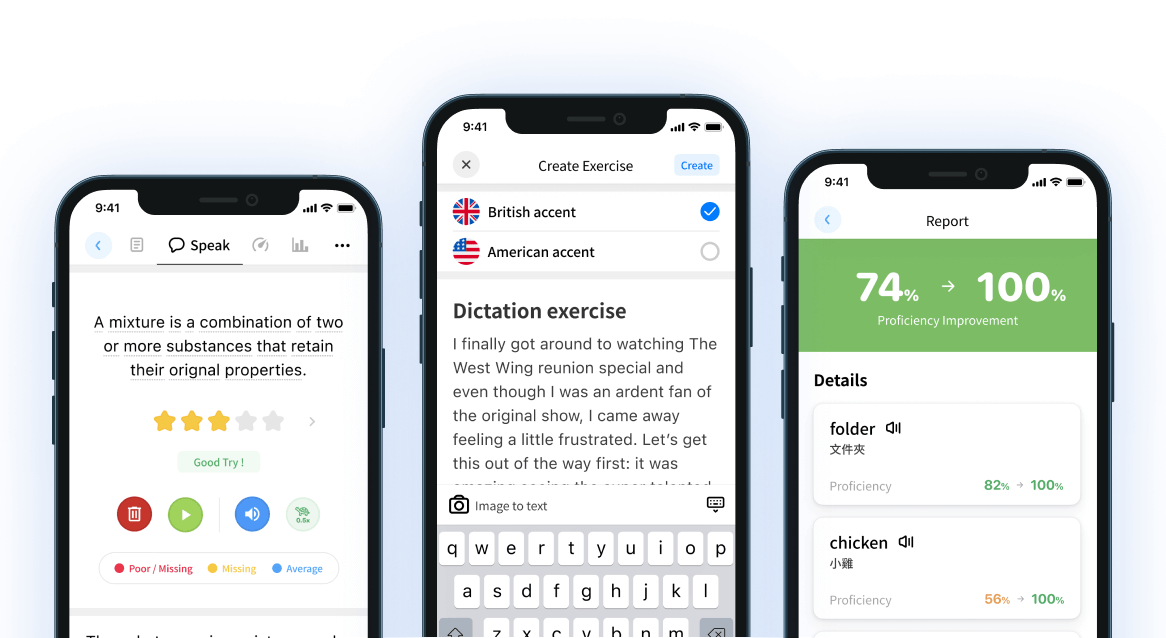 9:41
Speak
A mixture is a combination of two
or more substances that retain
their orignal properties.
Good Try !
0.5x
Poor / Missing
Missing
Average
9:41
Create Exercise
Create
British accent
American accent
Dictation exercise
I finally got around to watching The
West Wing reunion special and
even though I was an ardent fan of
the original show, I came away
feeling a little frustrated. Let's get
this out of the way first: it was
amazing seeing the super talented
Image to text
q w e r t y u i o p
a s d f g h j k l
z x c v b n m
9:41
Report
74% → 100%
Proficiency Improvement
Details
folder
文件夾
Proficiency 82% → 100%
chicken
小雞
Proficiency 56% → 100%